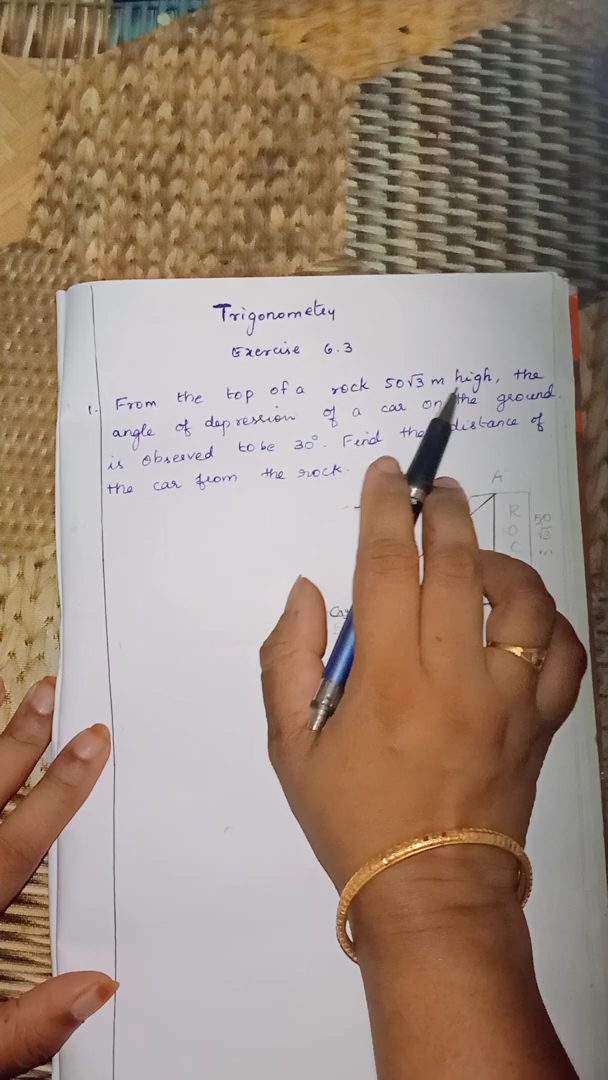 Trigonometry
Exercise 6.3
1. From the top of a rock 50√3 m high, the
angle of depression of a car on the ground
is observed to be 30°. Find the distance of
the car from the rock.
A
R
O
C
50
√3
m